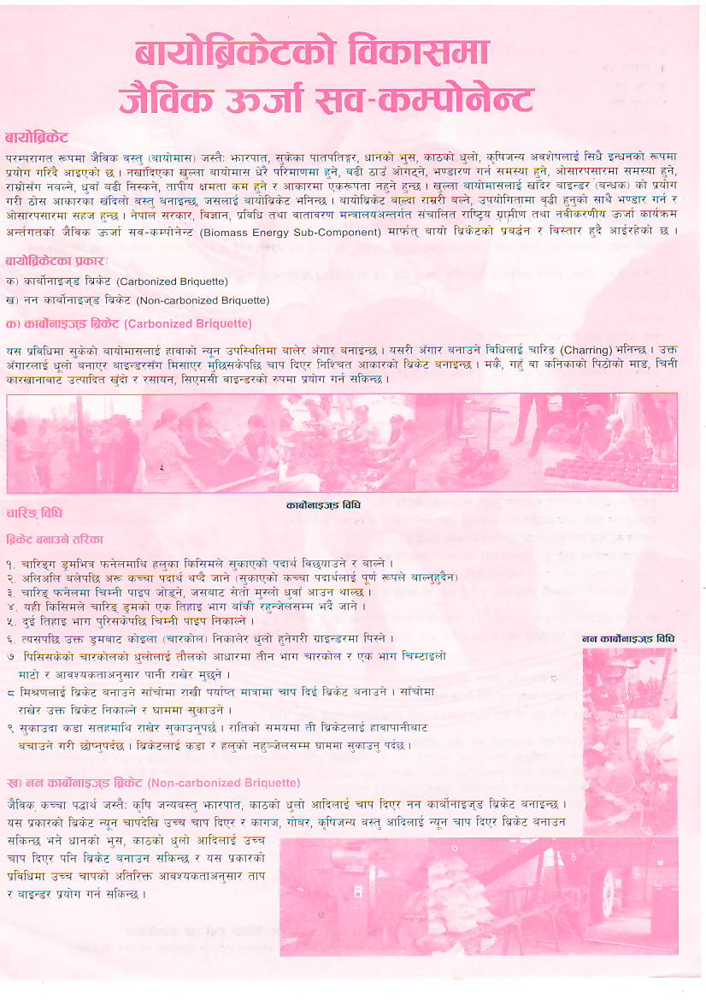 बायोब्रिकेटको विकासमा
जैविक ऊर्जा सव-कम्पोनेन्ट
बायोब्रिकेट
परम्परागत रूपमा जैविक वस्तु (बायोमास) जस्तैः झारपात, सुकेका पातपतिङ्गर, धानको भुस, काठको धुलो, कृषिजन्य अवशेषलाई सिधै इन्धनको रूपमा
प्रयोग गरिदै आइएको छ । नखाँदिएका खुल्ला बायोमास धेरै परिमाणमा हुने, बढी ठाउँ ओगट्ने, भण्डारण गर्न समस्या हुने, ओसारपसारमा समस्या हुने,
राम्रोसँग नबल्ने, धुवाँ बढी निस्कने, तापीय क्षमता कम हुने र आकारमा एकरूपता नहुने हुन्छ । खुल्ला बायोमासलाई खाँदेर बाइन्डर (बन्धक) को प्रयोग
गरी ठोस आकारका खाँदिलो वस्तु बनाइन्छ, जसलाई बायोब्रिकेट भनिन्छ । बायोब्रिकेट बाल्दा राम्ररी बल्ने, उपयोगितामा वृद्धी हुनुको साथै भण्डार गर्न र
ओसारपसारमा सहज हुन्छ । नेपाल सरकार, विज्ञान, प्रविधि तथा वातावरण मन्त्रालयअन्तर्गत संचालित राष्ट्रिय ग्रामीण तथा नवीकरणीय ऊर्जा कार्यक्रम
अर्न्तगतको जैविक ऊर्जा सव-कम्पोनेन्ट (Biomass Energy Sub-Component) मार्फत् वायो ब्रिकेटको प्रबर्द्धन र विस्तार हुदै आईरहेको छ ।
बायोब्रिकेटका प्रकारः
क) कार्बोनाइज्ड ब्रिकेट (Carbonized Briquette)
ख) नन कार्बोनाइज्ड ब्रिकेट (Non-carbonized Briquette)
क) कार्बोनाइज्ड ब्रिकेट (Carbonized Briquette)
यस प्रविधिमा सुकेको बायोमासलाई हावाको न्यून उपस्थितिमा बालेर अँगार बनाइन्छ । यसरी अँगार बनाउने विधिलाई चारिङ (Charring) भनिन्छ । उक्त
अँगारलाई धूलो बनाएर बाइन्डरसँग मिसाएर मुछिसकेपछि चाप दिएर निश्चित आकारको ब्रिकेट बनाइन्छ । मकै, गहुँ वा कनिकाको पिठोको माड, चिनी
कारखानाबाट उत्पादित खुँदो र रसायन, सिएमसी वाइन्डरको रुपमा प्रयोग गर्न सकिन्छ ।
कार्बोनाइज्ड विधि
चारिङ् विधि
ब्रिकेट बनाउने तरिका
१. चारिङ्ग ड्रमभित्र फनेलमाथि हलुका किसिमले सुकाएको पदार्थ विछ्याउने र बाल्ने ।
२. अलिअलि बलेपछि अरू कच्चा पदार्थ थप्दै जाने (सुकाएको कच्चा पदार्थलाई पूर्ण रूपले बाल्नुहुदैन)
३. चारिङ् फनेलमा चिम्नी पाइप जोड्ने, जसबाट सेतो मुस्लो धुवाँ आउन थाल्छ ।
४. यही किसिमले चारिङ् ड्रमको एक तिहाइ भाग बाँकी रहुन्जेलसम्म भर्दै जाने ।
५. दुई तिहाइ भाग पुरिसकेपछि चिम्नी पाइप निकाल्ने ।
६. त्यसपछि उक्त ड्रमबाट कोइला (चारकोल) निकालेर धुलो हुनेगरी ग्राइन्डरमा पिस्ने ।
नन कार्बोनाइज्ड विधि
७ पिसिसकेको चारकोलको धुलोलाई तौलको आधारमा तीन भाग चारकोल र एक भाग चिम्टाइलो
माटो र आवश्यकताअनुसार पानी राखेर मुछ्ने ।
८ मिश्रणलाई ब्रिकेट बनाउने साँचोमा राखी पर्याप्त मात्रामा चाप दिई ब्रिकेट बनाउने । साँचोमा
राखेर उक्त ब्रिकेट निकाल्ने र घाममा सुकाउने ।
९ सुकाउदा कडा सतहमाथि राखेर सुकाउनुपर्छ । रातिको समयमा ती ब्रिकेटलाई हावापानीबाट
बचाउने गरी छोप्नुपर्दछ । ब्रिकेटलाई कडा र हलुको नहुञ्जेलसम्म घाममा सुकाउनु पर्दछ ।
ख) नन कार्बोनाइज्ड ब्रिकेट (Non-carbonized Briquette)
जैविक कच्चा पद्धार्थ जस्तैः कृषि जन्यबस्तु झारपात, काठको धुलो आदिलाई चाप दिएर नन कार्बोनाइज्ड ब्रिकेट बनाइन्छ ।
यस प्रकारको ब्रिकेट न्यून चापदेखि उच्च चाप दिएर र कागज, गोबर, कृषिजन्य बस्तु आदिलाई न्यून चाप दिएर ब्रिकेट बनाउन
सकिन्छ भने धानको भुस, काठको धुलो आदिलाई उच्च
चाप दिएर पनि ब्रिकेट बनाउन सकिन्छ र यस प्रकारको
प्रविधिमा उच्च चापको अतिरिक्त आवश्यकताअनुसार ताप
र बाइन्डर प्रयोग गर्न सकिन्छ ।